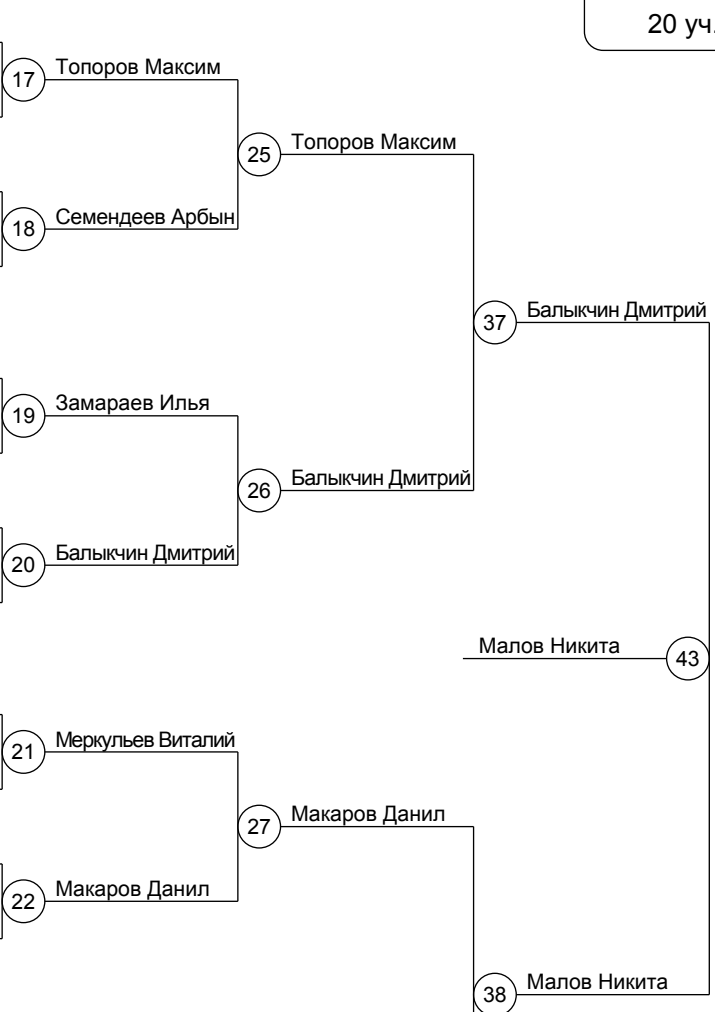 20 уч.
17 Топоров Максим
25 Топоров Максим
18 Семендеев Арбын
37 Балыкчин Дмитрий
19 Замараев Илья
26 Балыкчин Дмитрий
20 Балыкчин Дмитрий
Малов Никита 43
21 Меркульев Виталий
27 Макаров Данил
22 Макаров Данил
38 Малов Никита